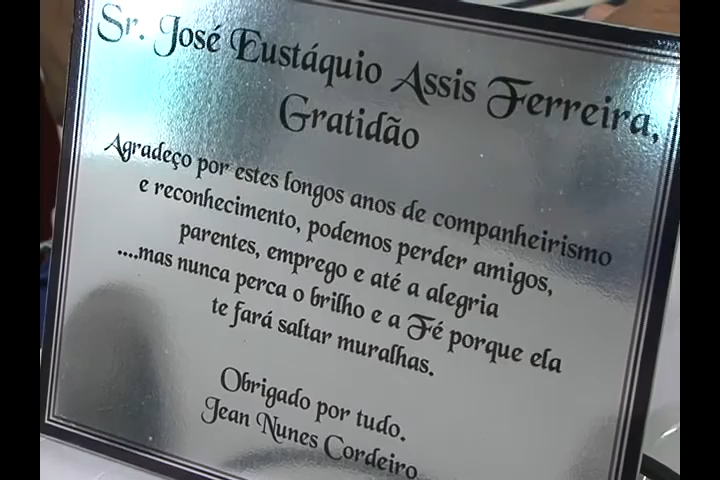 Sr. José Eustáquio Assis Ferreira,
Gratidão
Agradeço por estes longos anos de companheirismo
e reconhecimento, podemos perder amigos,
parentes, emprego e até a alegria
....mas nunca perca o brilho e a Fé porque ela
te fará saltar muralhas.
Obrigado por tudo.
Jean Nunes Cordeiro